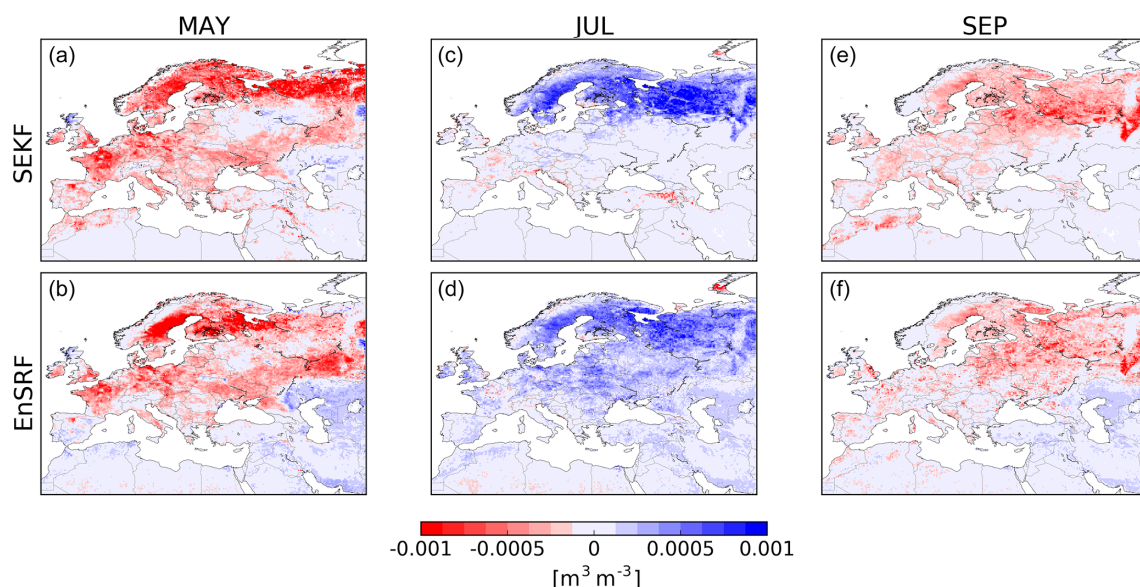 MAY
JUL
SEP
SEKF
(a)
(c)
(e)
EnSRF
(b)
(d)
(f)
-0.001 -0.0005 0 0.0005 0.001
[m³ m⁻³]